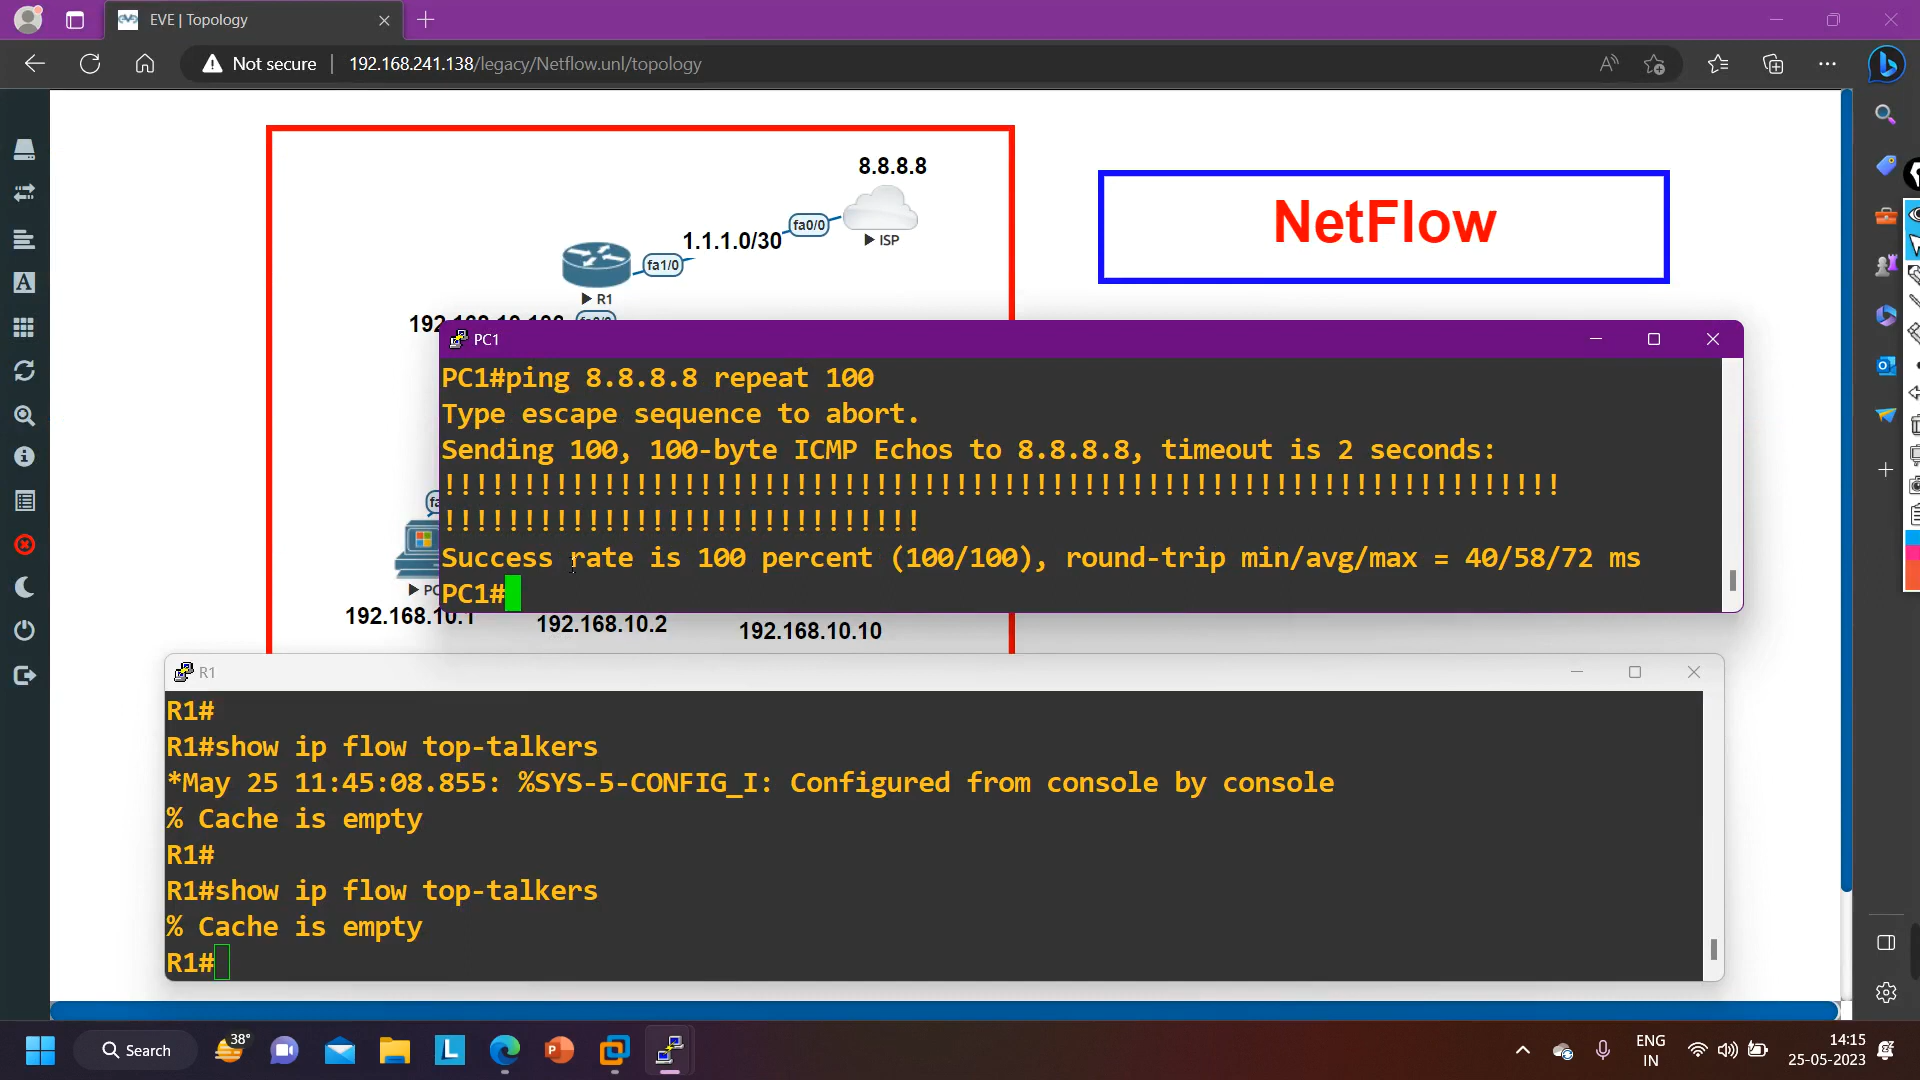 EVE | Topology
Not secure
192.168.241.138/legacy/Netflow.unl/topology
8.8.8.8
fa0/0
ISP
1.1.1.0/30
fa1/0
R1
NetFlow
PC1
PC1#ping 8.8.8.8 repeat 100
Type escape sequence to abort.
Sending 100, 100-byte ICMP Echos to 8.8.8.8, timeout is 2 seconds:
!!!!!!!!!!!!!!!!!!!!!!!!!!!!!!!!!!!!!!!!!!!!!!!!!!!!!!!!!!!!!!!!!!!!!!
!!!!!!!!!!!!!!!!!!!!!!!!!!!!!!
Success rate is 100 percent (100/100), round-trip min/avg/max = 40/58/72 ms
PC1#
192.168.10.1
192.168.10.2
192.168.10.10
R1
R1#
R1#show ip flow top-talkers
*May 25 11:45:08.855: %SYS-5-CONFIG_I: Configured from console by console
% Cache is empty
R1#
R1#show ip flow top-talkers
% Cache is empty
R1#
38°
Search
ENG
IN
14:15
25-05-2023